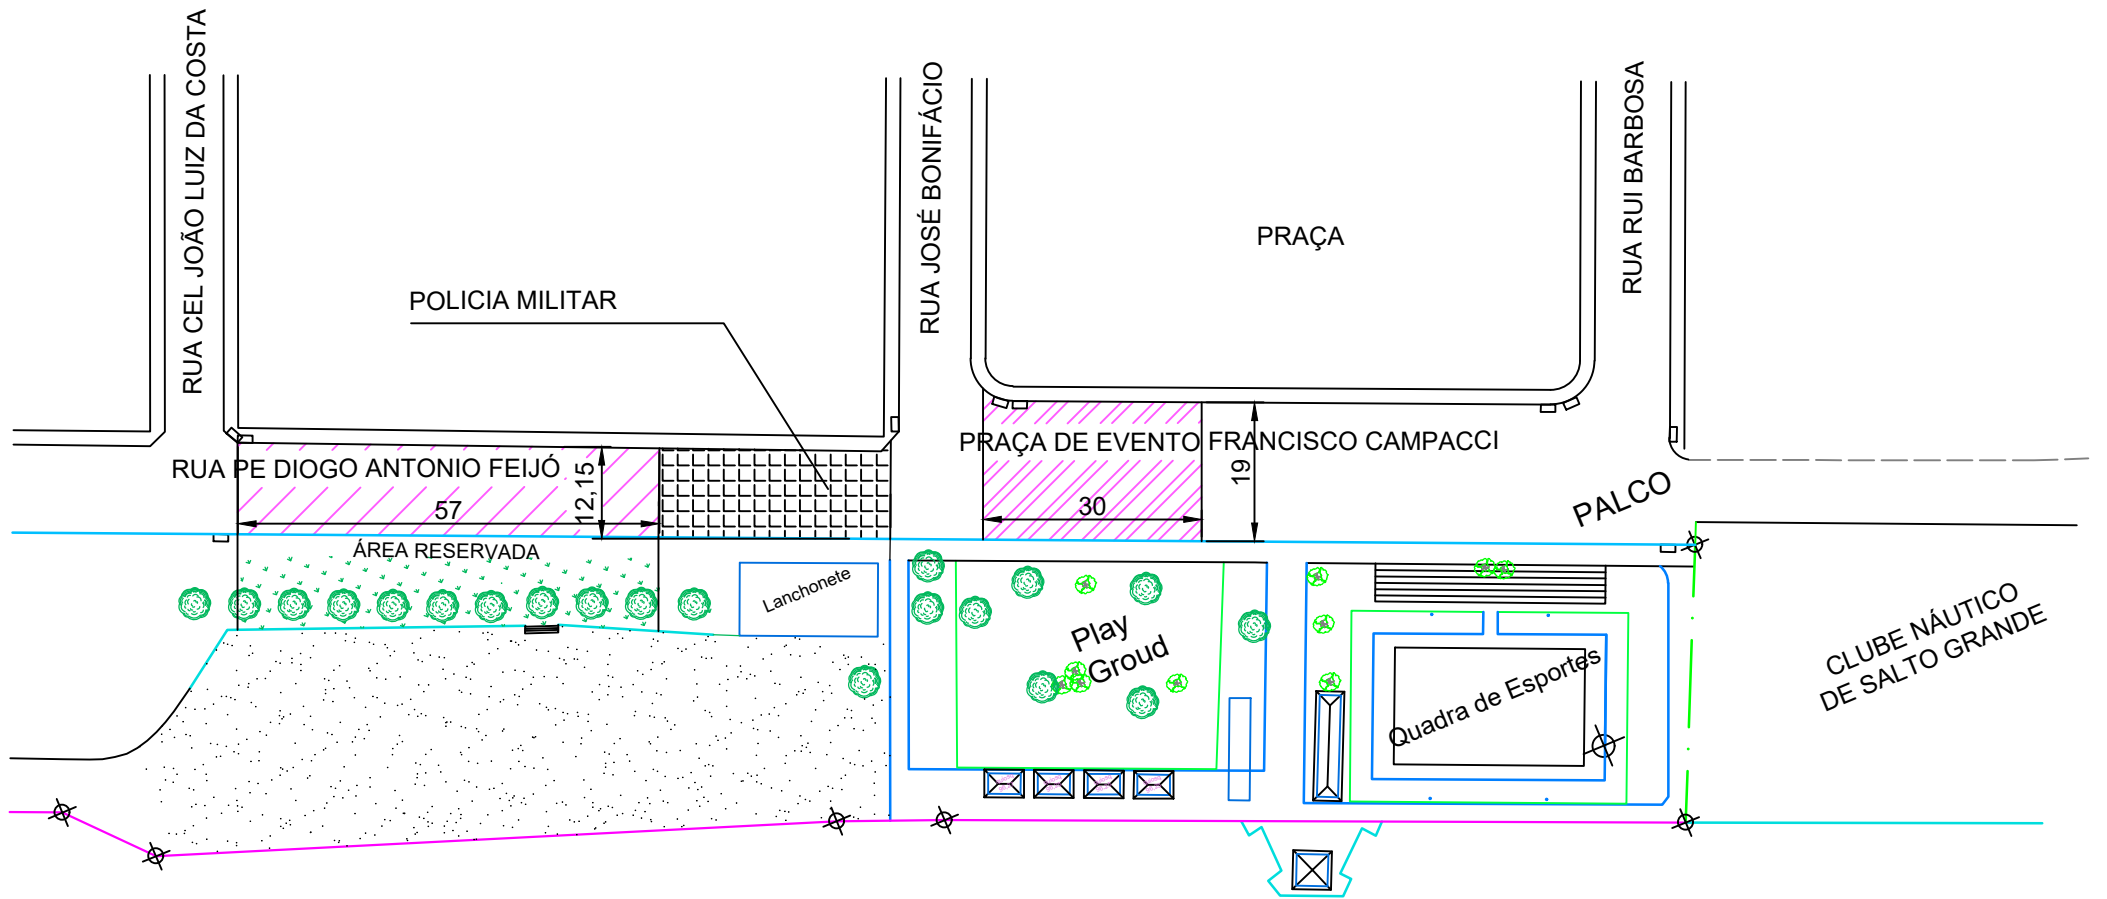 RUA CEL JOÃO LUIZ DA COSTA
RUA JOSÉ BONIFÁCIO
RUA RUI BARBOSA
PRAÇA
POLICIA MILITAR
PRAÇA DE EVENTO FRANCISCO CAMPACCI
RUA PE DIOGO ANTONIO FEIJÓ
12,15
19
57
30
PALCO
ÁREA RESERVADA
Lanchonete
Play
Groud
Quadra de Esportes
CLUBE NÁUTICO
DE SALTO GRANDE